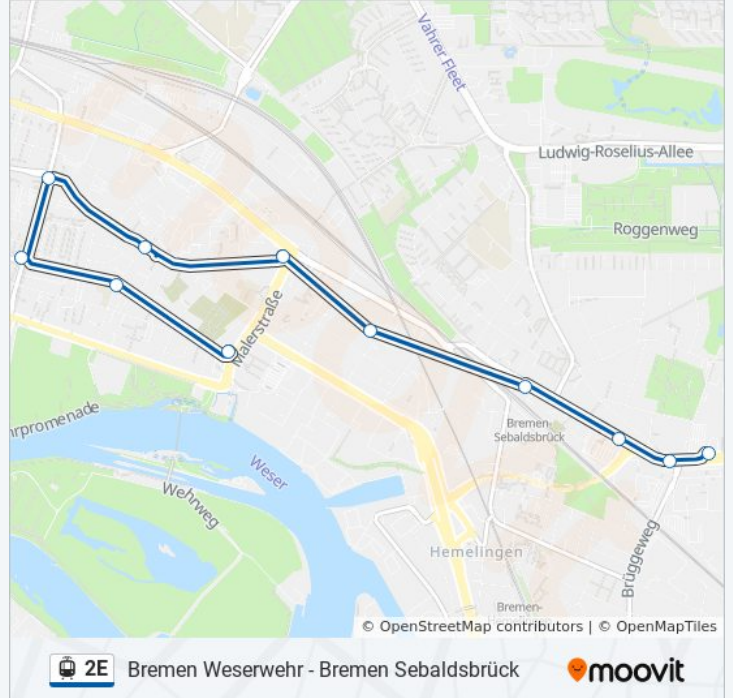 Vahrer Fleet
Ludwig-Roselius-Allee
Roggenweg
Malerstraße
Bremen-
Sebaldsbrück
hrpromenade
Weser
Wehrweg
Hemelingen
Brüggeweg
Bremen-
© OpenStreetMap contributors | © OpenMapTiles
2E Bremen Weserwehr - Bremen Sebaldsbrück moovit